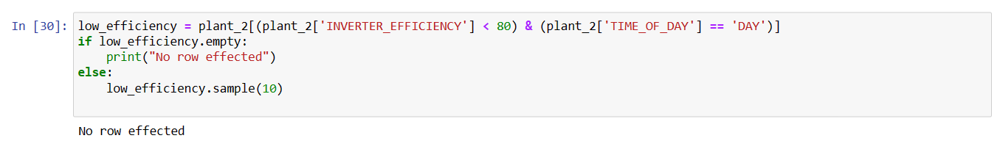 In [30]: low_efficiency = plant_2[(plant_2['INVERTER_EFFICIENCY'] < 80) & (plant_2['TIME_OF_DAY'] == 'DAY')]
if low_efficiency.empty:
    print("No row effected")
else:
    low_efficiency.sample(10)
No row effected